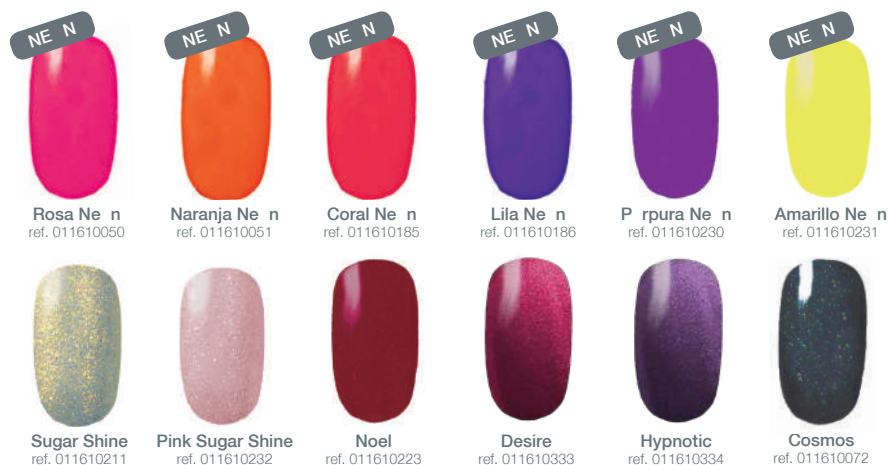 NE N NE N NE N NE N NE N NE N
Rosa Ne n Naranja Ne n Coral Ne n Lila Ne n P rpura Ne n Amarillo Ne n
ref. 011610050 ref. 011610051 ref. 011610185 ref. 011610186 ref. 011610230 ref. 011610231
Sugar Shine Pink Sugar Shine Noel Desire Hypnotic Cosmos
ref. 011610211 ref. 011610232 ref. 011610223 ref. 011610333 ref. 011610334 ref. 011610072